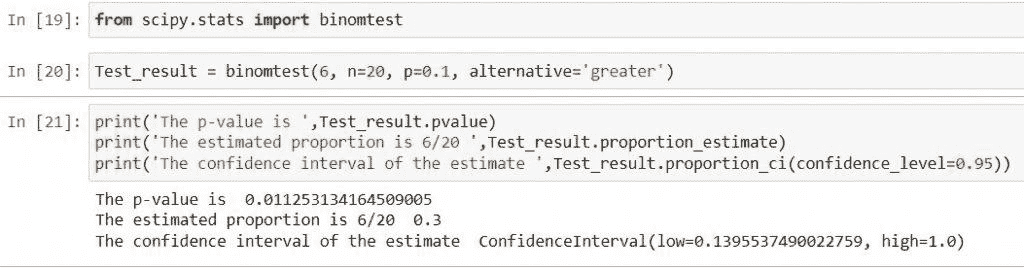 In [19]: from scipy.stats import binomtest
In [20]: Test_result = binomtest(6, n=20, p=0.1, alternative='greater')
In [21]: print('The p-value is ',Test_result.pvalue)
print('The estimated proportion is 6/20 ',Test_result.proportion_estimate)
print('The confidence interval of the estimate ',Test_result.proportion_ci(confidence_level=0.95))
The p-value is  0.011253134164509005
The estimated proportion is 6/20  0.3
The confidence interval of the estimate  ConfidenceInterval(low=0.1395537490022759, high=1.0)